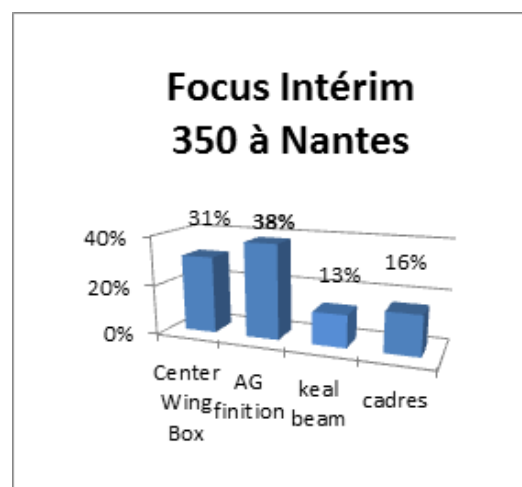 Focus Intérim
350 à Nantes
31%
38%
13%
16%
40%
20%
0%
Center
Wing
Box
AG
finition
keal
beam
cadres